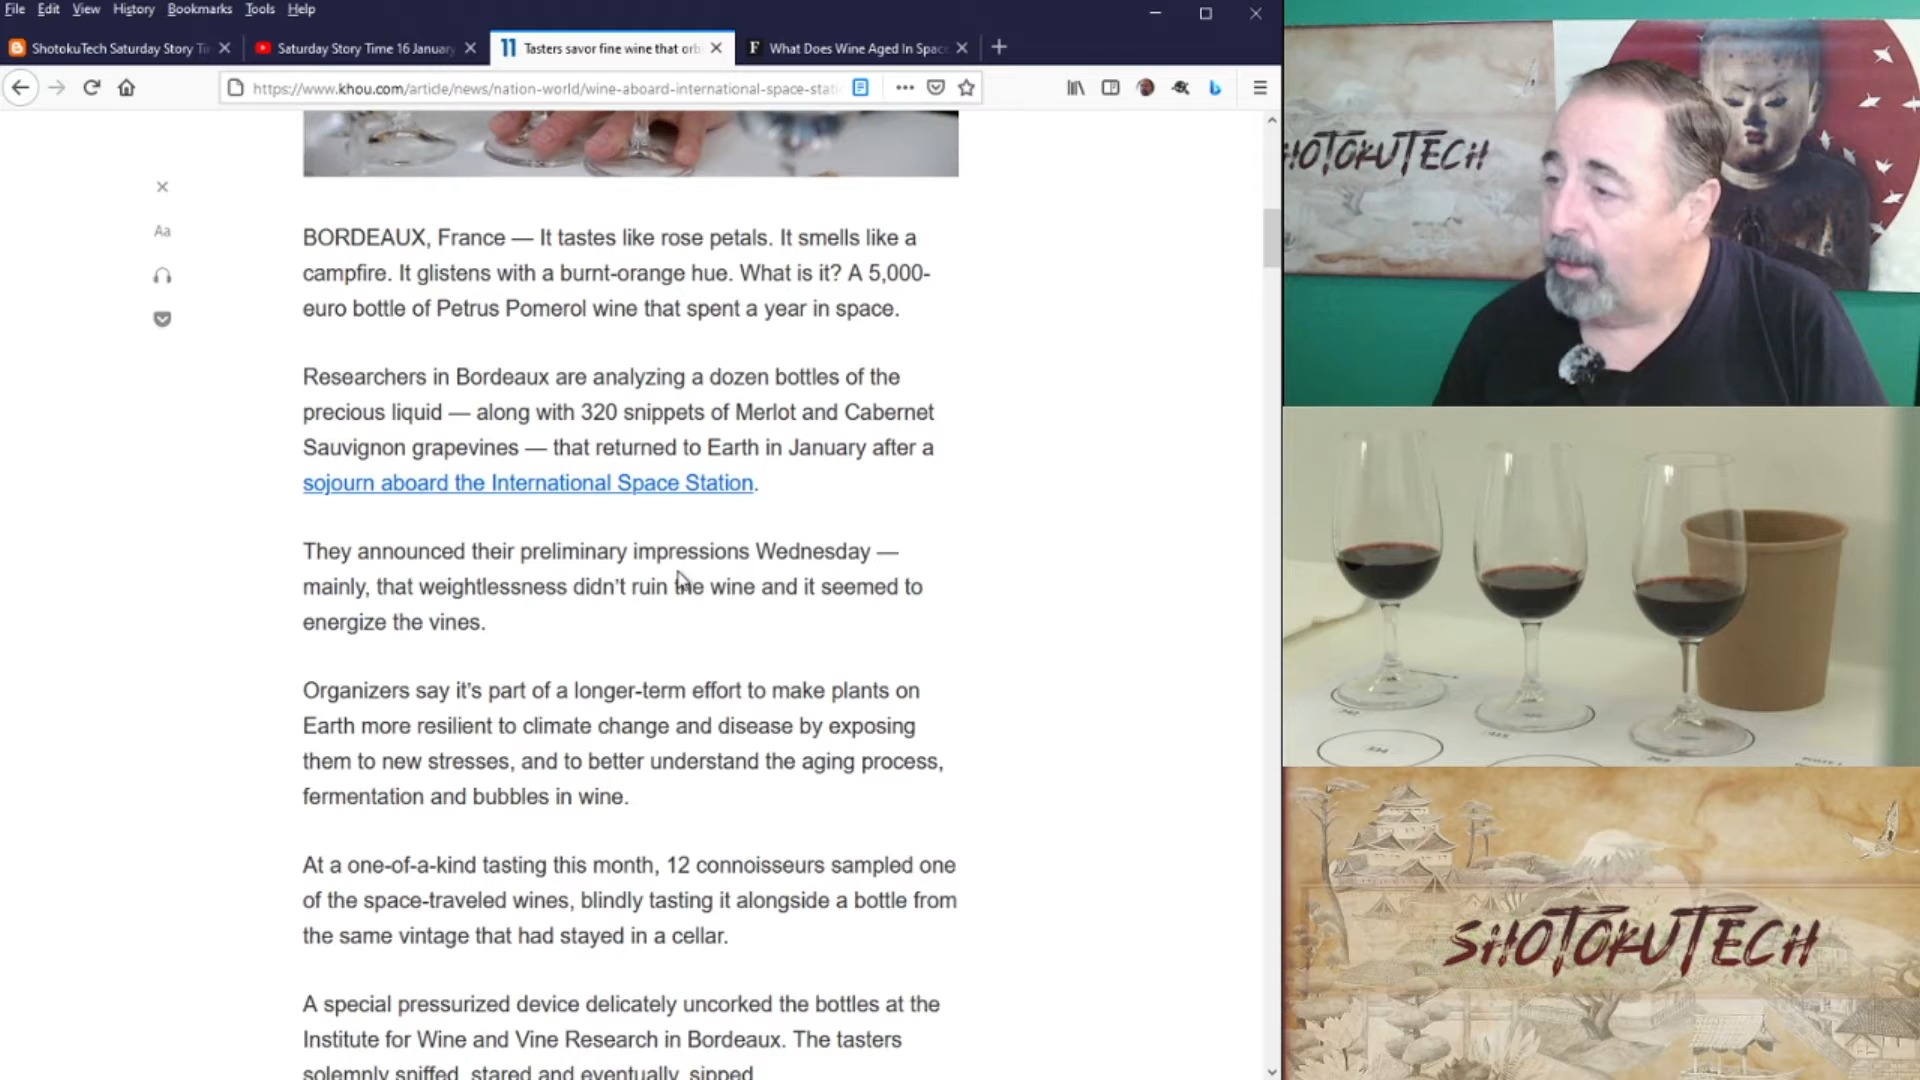 File Edit View History Bookmarks Tools Help
ShotokuTech Saturday Story Ti
Saturday Story Time 16 January
Tasters savor fine wine that orb
What Does Wine Aged In Spac
https://www.khou.com/article/news/nation-world/wine-aboard-international-space-stati
Aa
BORDEAUX, France — It tastes like rose petals. It smells like a
campfire. It glistens with a burnt-orange hue. What is it? A 5,000-
euro bottle of Petrus Pomerol wine that spent a year in space.
Researchers in Bordeaux are analyzing a dozen bottles of the
precious liquid — along with 320 snippets of Merlot and Cabernet
Sauvignon grapevines — that returned to Earth in January after a
sojourn aboard the International Space Station.
They announced their preliminary impressions Wednesday —
mainly, that weightlessness didn't ruin the wine and it seemed to
energize the vines.
Organizers say it's part of a longer-term effort to make plants on
Earth more resilient to climate change and disease by exposing
them to new stresses, and to better understand the aging process,
fermentation and bubbles in wine.
At a one-of-a-kind tasting this month, 12 connoisseurs sampled one
of the space-traveled wines, blindly tasting it alongside a bottle from
the same vintage that had stayed in a cellar.
A special pressurized device delicately uncorked the bottles at the
Institute for Wine and Vine Research in Bordeaux. The tasters
solemnly sniffed, stared and eventually, sipped
HOTOKUTECH
SHOTOKUTECH